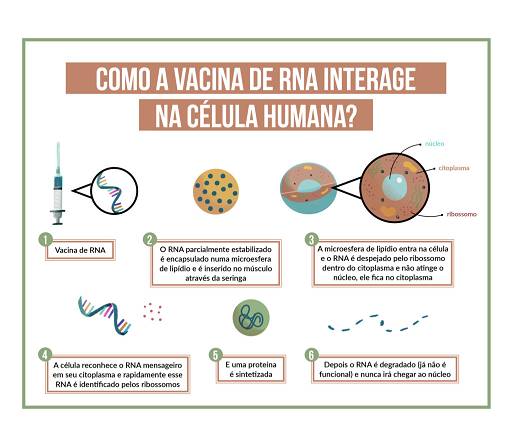 COMO A VACINA DE RNA INTERAGE
NA CÉLULA HUMANA?
núcleo
citoplasma
ribossomo
1
Vacina de RNA
2
O RNA parcialmente estabilizado
é encapsulado numa microesfera
de lipídio e é inserido no músculo
através da seringa
3
A microesfera de lipídio entra na célula
e o RNA é despejado pelo ribossomo
dentro do citoplasma e não atinge o
núcleo, ele fica no citoplasma
4
A célula reconhece o RNA mensageiro
em seu citoplasma e rapidamente esse
RNA é identificado pelos ribossomos
5
E uma proteína
é sintetizada
6
Depois o RNA é degradado (já não é
funcional) e nunca irá chegar ao núcleo